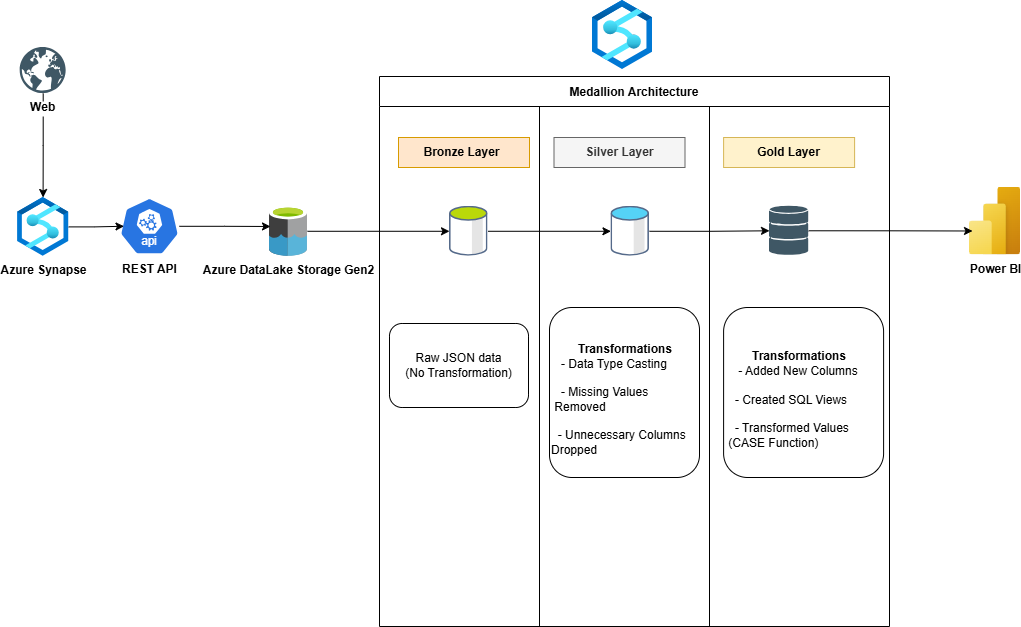 Web
Azure Synapse
api
REST API
Azure DataLake Storage Gen2
Medallion Architecture
Bronze Layer
Silver Layer
Gold Layer
Raw JSON data
(No Transformation)
Transformations
- Data Type Casting
- Missing Values
Removed
- Unnecessary Columns
Dropped
Transformations
- Added New Columns
- Created SQL Views
- Transformed Values
(CASE Function)
Power BI